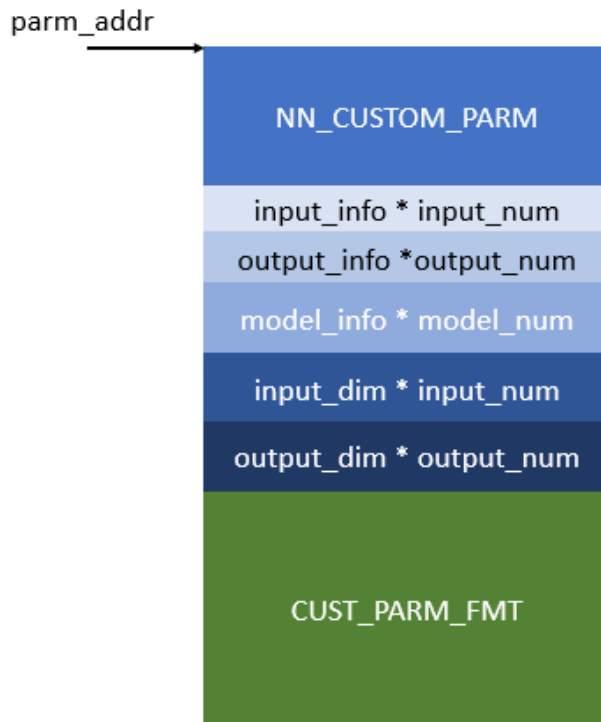 parm_addr
NN_CUSTOM_PARM
input_info * input_num
output_info *output_num
model_info * model_num
input_dim * input_num
output_dim * output_num
CUST_PARM_FMT